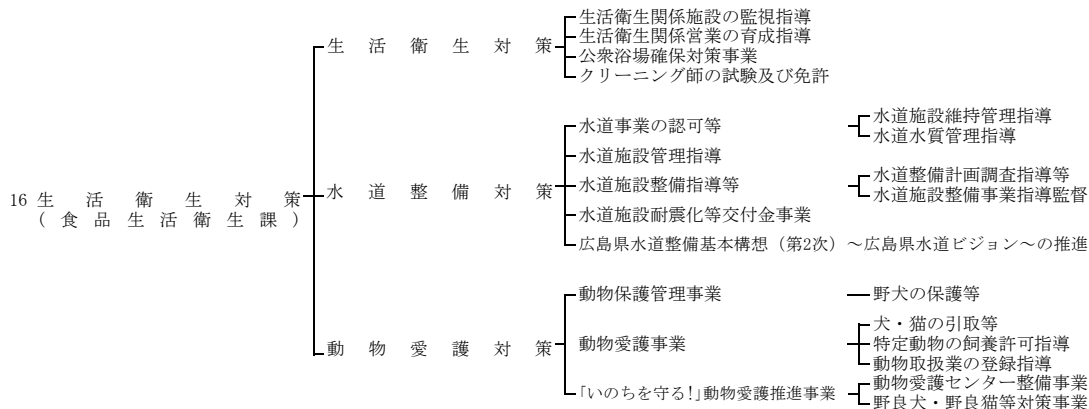 16 生活衛生対策
(食品生活衛生課)
生活衛生対策
生活衛生関係施設の監視指導
生活衛生関係営業の育成指導
公衆浴場確保対策事業
クリーニング師の試験及び免許
水道整備対策
水道事業の認可等
水道施設維持管理指導
水道水質管理指導
水道施設管理指導
水道施設整備指導等
水道整備計画調査指導等
水道施設整備事業指導監督
水道施設耐震化等交付金事業
広島県水道整備基本構想（第2次）～広島県水道ビジョン～の推進
動物愛護対策
動物保護管理事業
野犬の保護等
動物愛護事業
犬・猫の引取等
特定動物の飼養許可指導
動物取扱業の登録指導
「いのちを守る!」動物愛護推進事業
動物愛護センター整備事業
野良犬・野良猫等対策事業